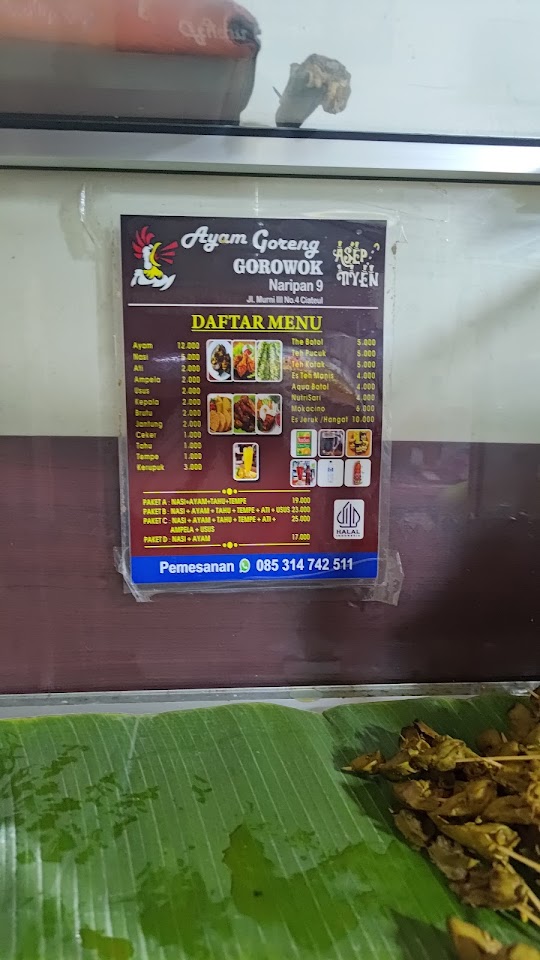 Ayam Goreng
GOROWOK
Naripan 9
ASEP
TIYEN
Jl. Murni III No.4 Ciateul
DAFTAR MENU
Ayam 12.000
Nasi 5.000
Ati 2.000
Ampela 2.000
Usus 2.000
Kepala 2.000
Brutu 2.000
Jantung 2.000
Ceker 1.000
Tahu 1.000
Tempe 1.000
Kerupuk 3.000
The Botol 5.000
Teh Pucuk 5.000
Teh Kotak 5.000
Es Teh Manis 4.000
Aqua Botol 4.000
NutriSari 4.000
Mokacino 6.000
Es Jeruk /Hangat 10.000
PAKET A : NASI+AYAM+TAHU+TEMPE 19.000
PAKET B : NASI + AYAM + TAHU + TEMPE + ATI + USUS 23.000
PAKET C : NASI + AYAM + TAHU + TEMPE + ATI + 25.000
AMPELA + USUS
PAKET D : NASI + AYAM 17.000
HALAL
INDONESIA
Pemesanan 085 314 742 511